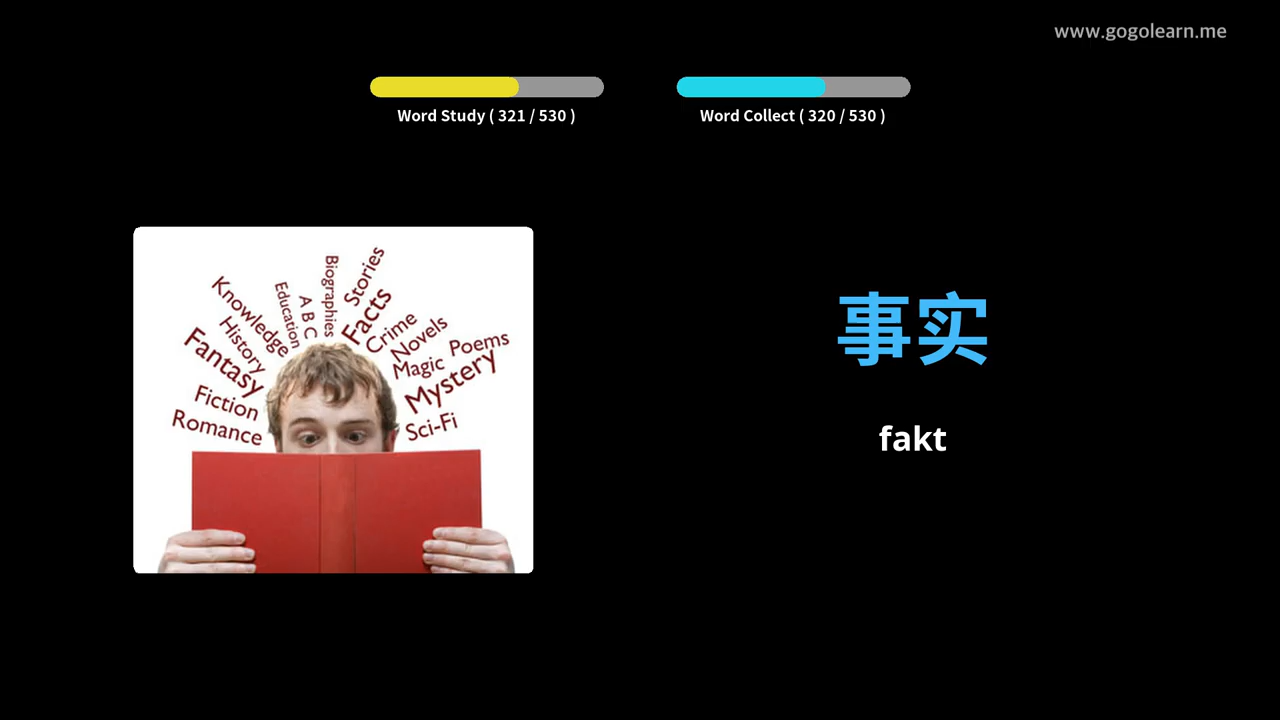 www.gogolearn.me
Word Study ( 321 / 530 )
Word Collect ( 320 / 530 )
Knowledge
History
Fantasy
Fiction
Romance
Education
A B C
Biographies
Stories
Facts
Crime
Novels
Magic
Poems
Mystery
Sci-Fi
事实
fakt